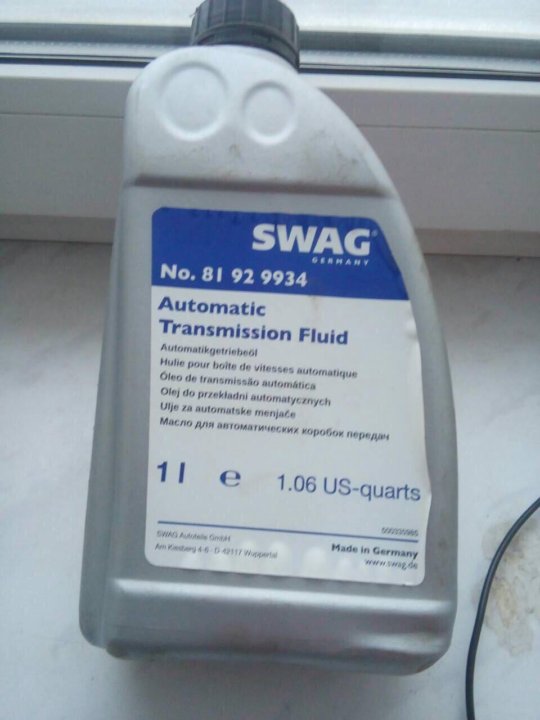 SWAG®
GERMANY
No. 81 92 9934
Automatic
Transmission Fluid
Automatikgetriebeöl
Hulie pour boîte de vitesses automatique
Óleo de transmissão automática
Olej do przekładni automatycznych
Ulje za automatske menjače
Масло для автоматических коробок передач
1 l e 1.06 US-quarts
SWAG Autoteile GmbH
Am Kiesberg 4-6 · D-42117 Wuppertal
Made in Germany
www.swag.de